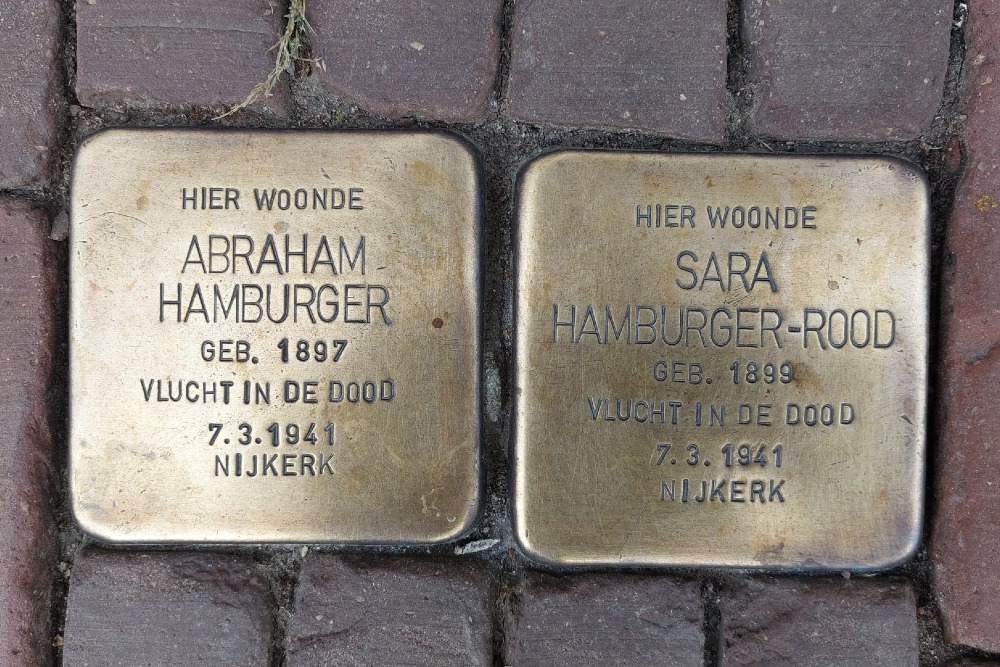 HIER WOONDE
ABRAHAM
HAMBURGER
GEB. 1897
VLUCHT IN DE DOOD
7.3.1941
NIJKERK
HIER WOONDE
SARA
HAMBURGER-ROOD
GEB. 1899
VLUCHT IN DE DOOD
7.3.1941
NIJKERK